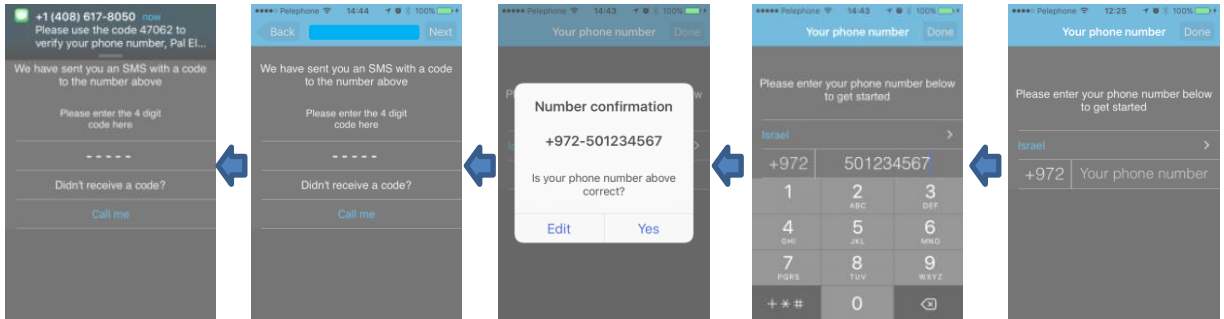 +1 (408) 617-8050 now
Please use the code 47062 to
verify your phone number, Pal El...
We have sent you an SMS with a code
to the number above
Please enter the 4 digit
code here
- - - - -
Didn't receive a code?
Call me
Pelephone 14:44 100%
Back Next
We have sent you an SMS with a code
to the number above
Please enter the 4 digit
code here
- - - - -
Didn't receive a code?
Call me
Pelephone 14:43 100%
Your phone number Done
Number confirmation
+972-501234567
Is your phone number above
correct?
Edit Yes
Pelephone 14:43 100%
Your phone number Done
Please enter your phone number below
to get started
Israel
+972 501234567
1 2 3
ABC DEF
4 5 6
GHI JKL MNO
7 8 9
PQRS TUV WXYZ
+ * # 0
Pelephone 12:25 100%
Your phone number Done
Please enter your phone number below
to get started
Israel
+972 Your phone number